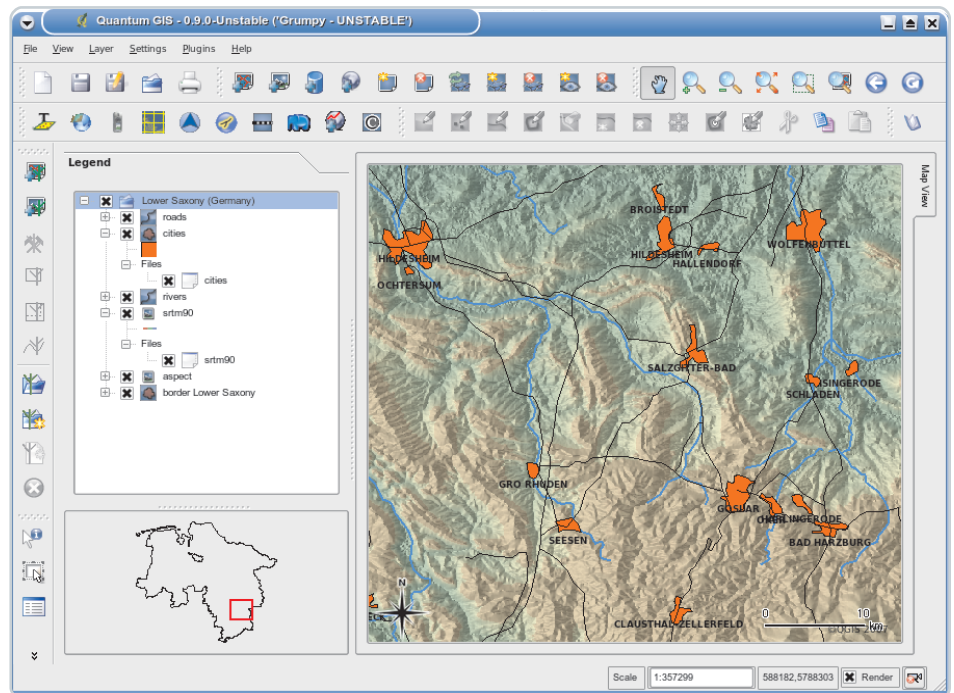 Quantum GIS - 0.9.0-Unstable ('Grumpy - UNSTABLE')
File View Layer Settings Plugins Help
Legend
Lower Saxony (Germany)
roads
cities
Files
cities
rivers
srtm90
Files
srtm90
aspect
border Lower Saxony
Map View
BROISTEDT
WOLFENBÜTTEL
HILDESHEIM
HILDESHEIM
HALLENDORF
OCHTERSUM
SALZGITTER-BAD
SINGERODE
SCHLADEN
GRO RHÜDEN
GOSLAR
HARLINGERODE
SEESEN
BAD HARZBURG
N
CLAUSTHAL-ZELLERFELD
0 10
km
Scale 1:357299 588182,5788303 Render